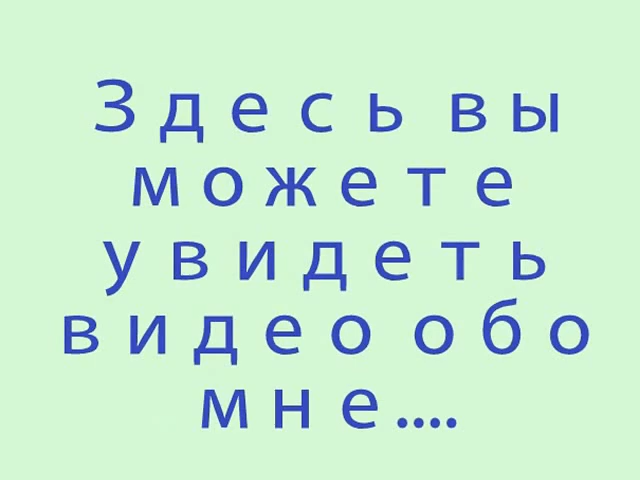 Здесь вы
можете
увидеть
видео обо
мне....